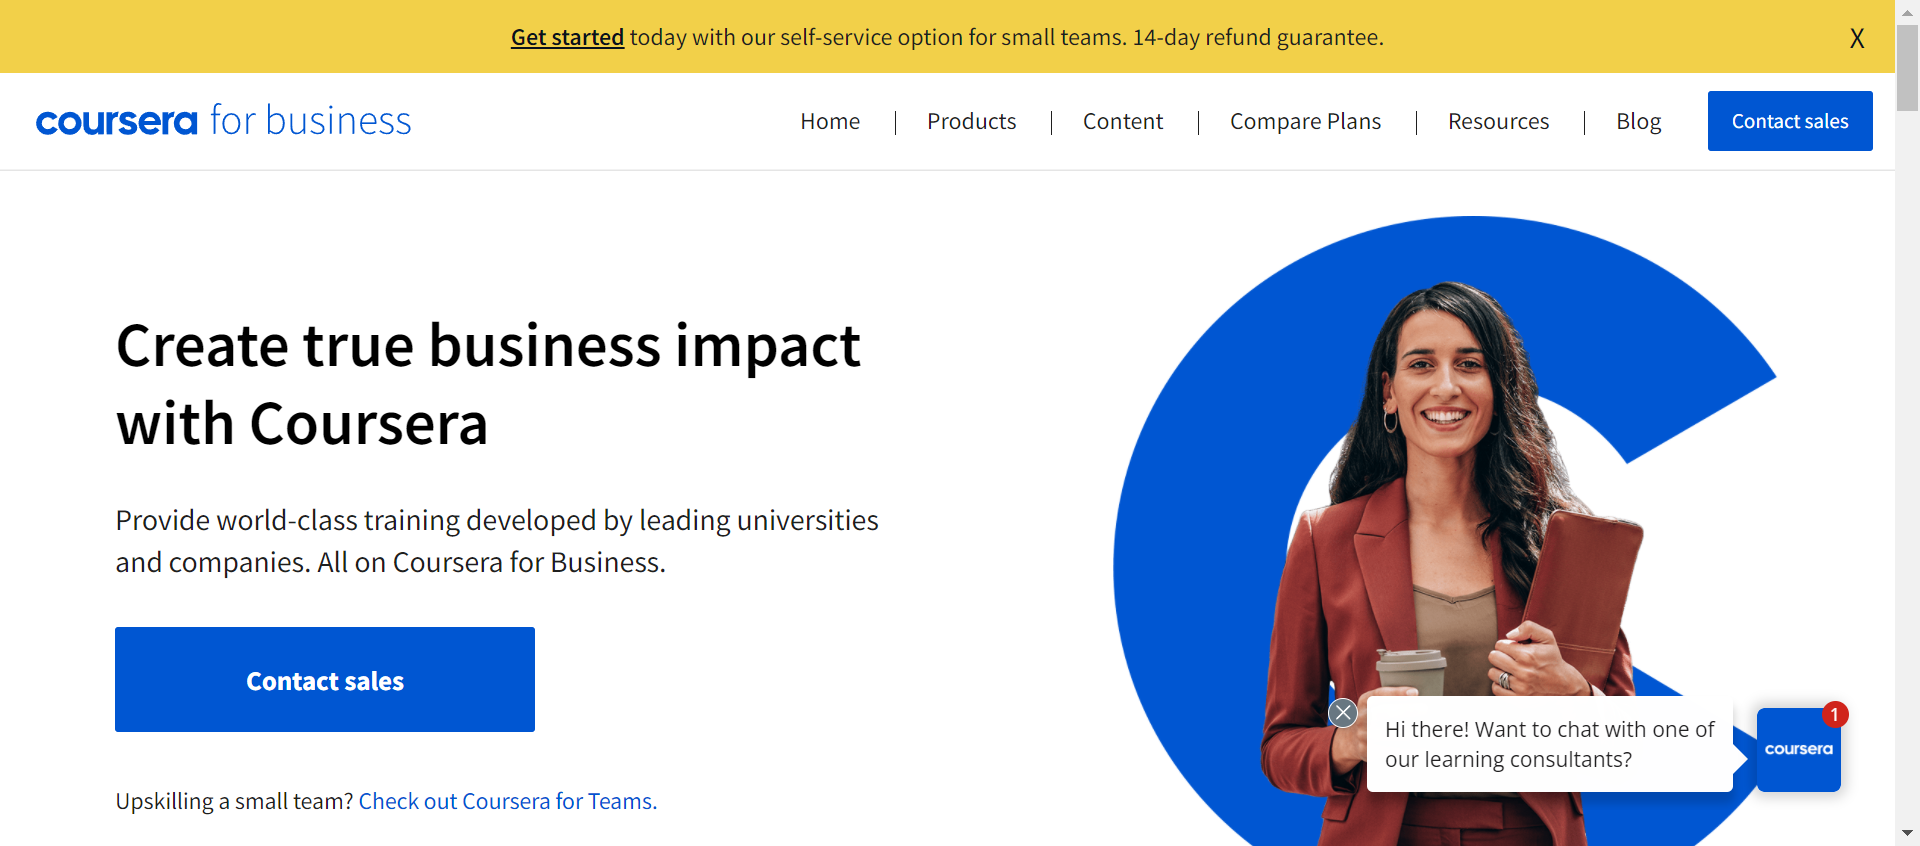 Get started today with our self-service option for small teams. 14-day refund guarantee.
X
coursera for business
Home
Products
Content
Compare Plans
Resources
Blog
Contact sales
Create true business impact
with Coursera
Provide world-class training developed by leading universities
and companies. All on Coursera for Business.
Contact sales
Upskilling a small team? Check out Coursera for Teams.
Hi there! Want to chat with one of
our learning consultants?
1
coursera